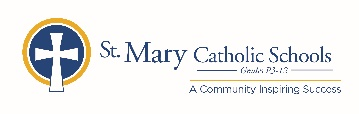 St. Mary Catholic Schools
Grades P3-12
A Community Inspiring Success